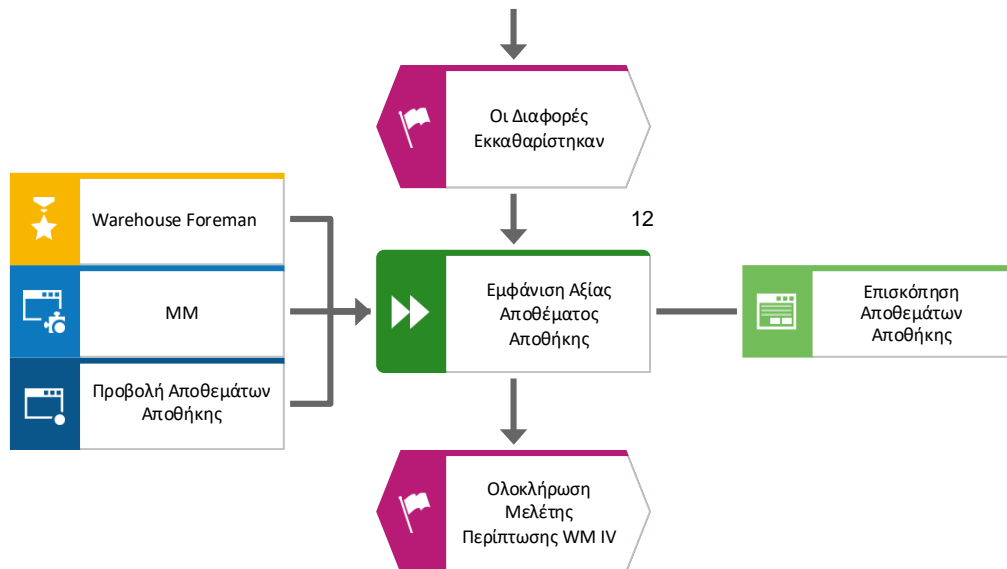 Οι Διαφορές
Εκκαθαρίστηκαν
12
Warehouse Foreman
MM
Προβολή Αποθεμάτων
Αποθήκης
Εμφάνιση Αξίας
Αποθέματος
Αποθήκης
Επισκόπηση
Αποθεμάτων
Αποθήκης
Ολοκλήρωση
Μελέτης
Περίπτωσης WM IV